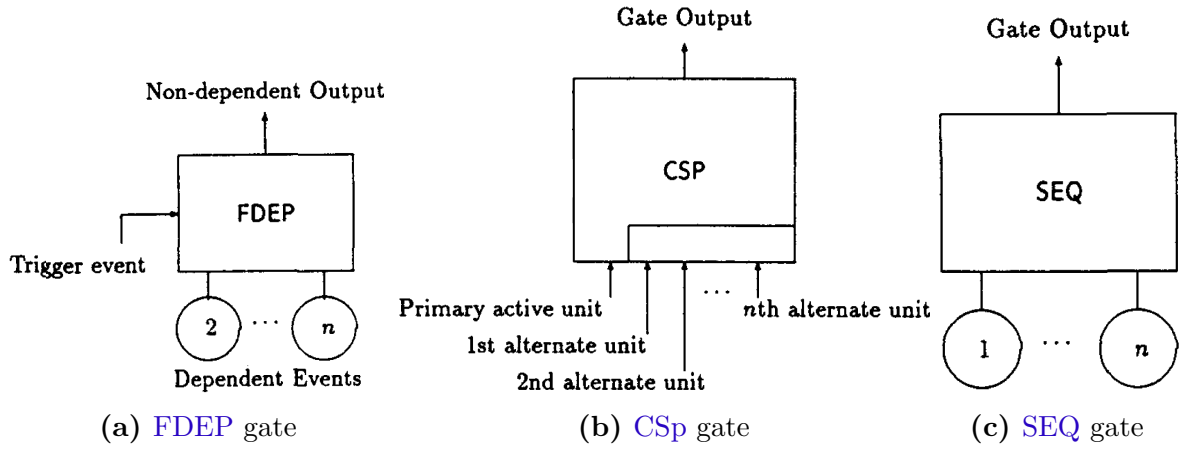 Non-dependent Output
FDEP
Trigger event
2 ... n
Dependent Events
(a) FDEP gate
Gate Output
CSP
Primary active unit
... nth alternate unit
1st alternate unit
2nd alternate unit
(b) CSp gate
Gate Output
SEQ
1 ... n
(c) SEQ gate